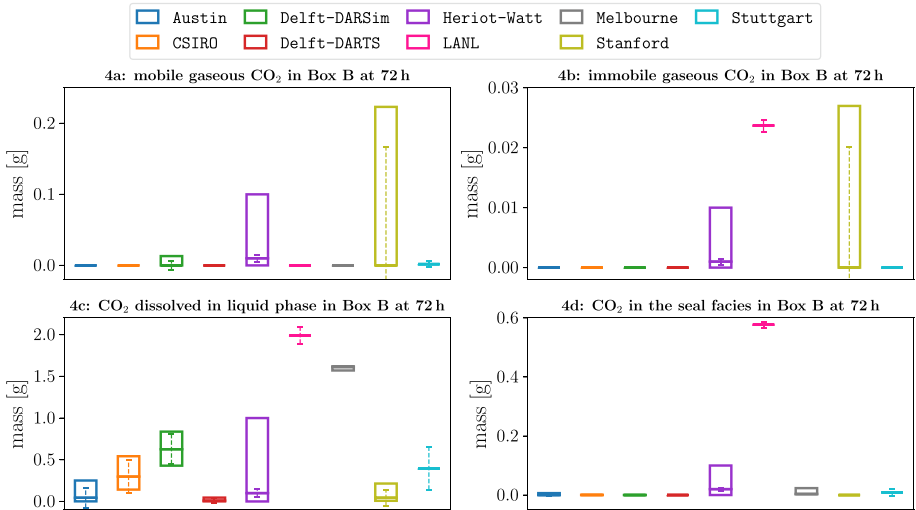 Austin Delft-DARSim Heriot-Watt Melbourne Stuttgart
CSIRO Delft-DARTS LANL Stanford
4a: mobile gaseous CO₂ in Box B at 72 h
mass [g]
0.2
0.1
0.0
4b: immobile gaseous CO₂ in Box B at 72 h
mass [g]
0.03
0.02
0.01
0.00
4c: CO₂ dissolved in liquid phase in Box B at 72 h
mass [g]
2.0
1.5
1.0
0.5
0.0
4d: CO₂ in the seal facies in Box B at 72 h
mass [g]
0.6
0.4
0.2
0.0